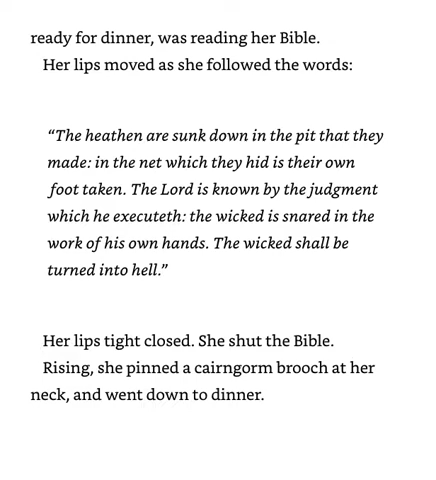 ready for dinner, was reading her Bible.
Her lips moved as she followed the words:
“The heathen are sunk down in the pit that they
made: in the net which they hid is their own
foot taken. The Lord is known by the judgment
which he executeth: the wicked is snared in the
work of his own hands. The wicked shall be
turned into hell.”
Her lips tight closed. She shut the Bible.
Rising, she pinned a cairngorm brooch at her
neck, and went down to dinner.